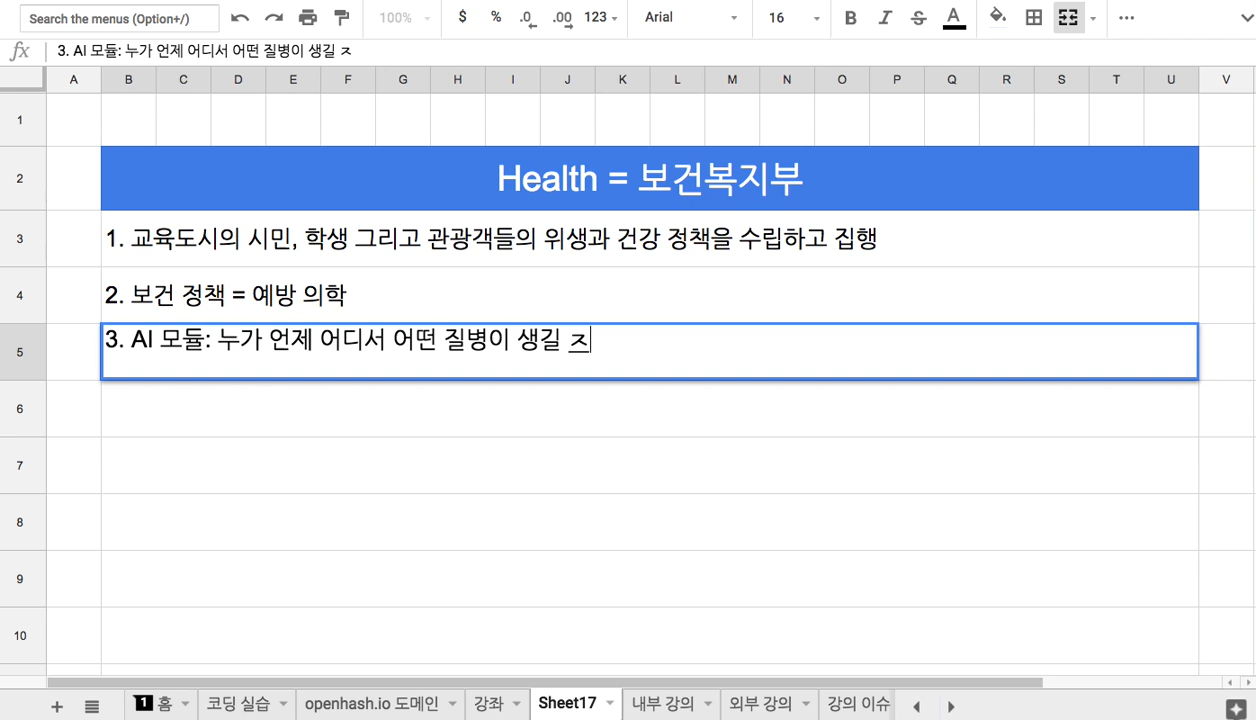 Search the menus (Option+/) 100% $ % .0 .00 123 Arial 16 B I S A
fx 3. AI 모듈: 누가 언제 어디서 어떤 질병이 생길 ㅈ
A B C D E F G H I J K L M N O P Q R S T U V
1
2 Health = 보건복지부
3 1. 교육도시의 시민, 학생 그리고 관광객들의 위생과 건강 정책을 수립하고 집행
4 2. 보건 정책 = 예방 의학
5 3. AI 모듈: 누가 언제 어디서 어떤 질병이 생길 ㅈ
6
7
8
9
10
1 홈 코딩 실습 openhash.io 도메인 강좌 Sheet17 내부 강의 외부 강의 강의 이슈